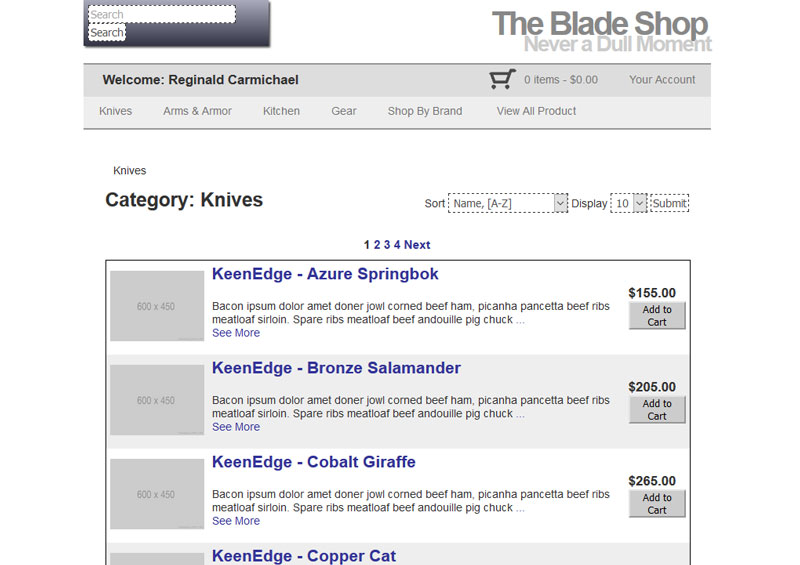 Search
Search
The Blade Shop
Never a Dull Moment
Welcome: Reginald Carmichael
0 items - $0.00
Your Account
Knives
Arms & Armor
Kitchen
Gear
Shop By Brand
View All Product
Knives
Category: Knives
Sort Name, [A-Z] Display 10 Submit
1 2 3 4 Next
600 x 450
KeenEdge - Azure Springbok
Bacon ipsum dolor amet doner jowl corned beef ham, picanha pancetta beef ribs
meatloaf sirloin. Spare ribs meatloaf beef andouille pig chuck ...
See More
$155.00
Add to
Cart
600 x 450
KeenEdge - Bronze Salamander
Bacon ipsum dolor amet doner jowl corned beef ham, picanha pancetta beef ribs
meatloaf sirloin. Spare ribs meatloaf beef andouille pig chuck ...
See More
$205.00
Add to
Cart
600 x 450
KeenEdge - Cobalt Giraffe
Bacon ipsum dolor amet doner jowl corned beef ham, picanha pancetta beef ribs
meatloaf sirloin. Spare ribs meatloaf beef andouille pig chuck ...
See More
$265.00
Add to
Cart
KeenEdge - Copper Cat